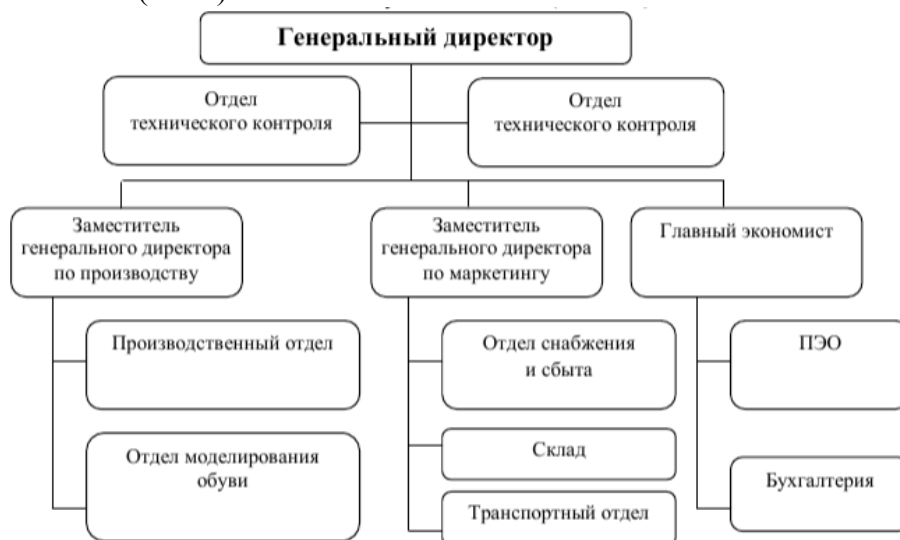 Генеральный директор
Отдел
технического контроля
Отдел
технического контроля
Заместитель
генерального директора
по производству
Заместитель
генерального директора
по маркетингу
Главный экономист
Производственный отдел
Отдел снабжения
и сбыта
ПЭО
Отдел моделирования
обуви
Склад
Бухгалтерия
Транспортный отдел